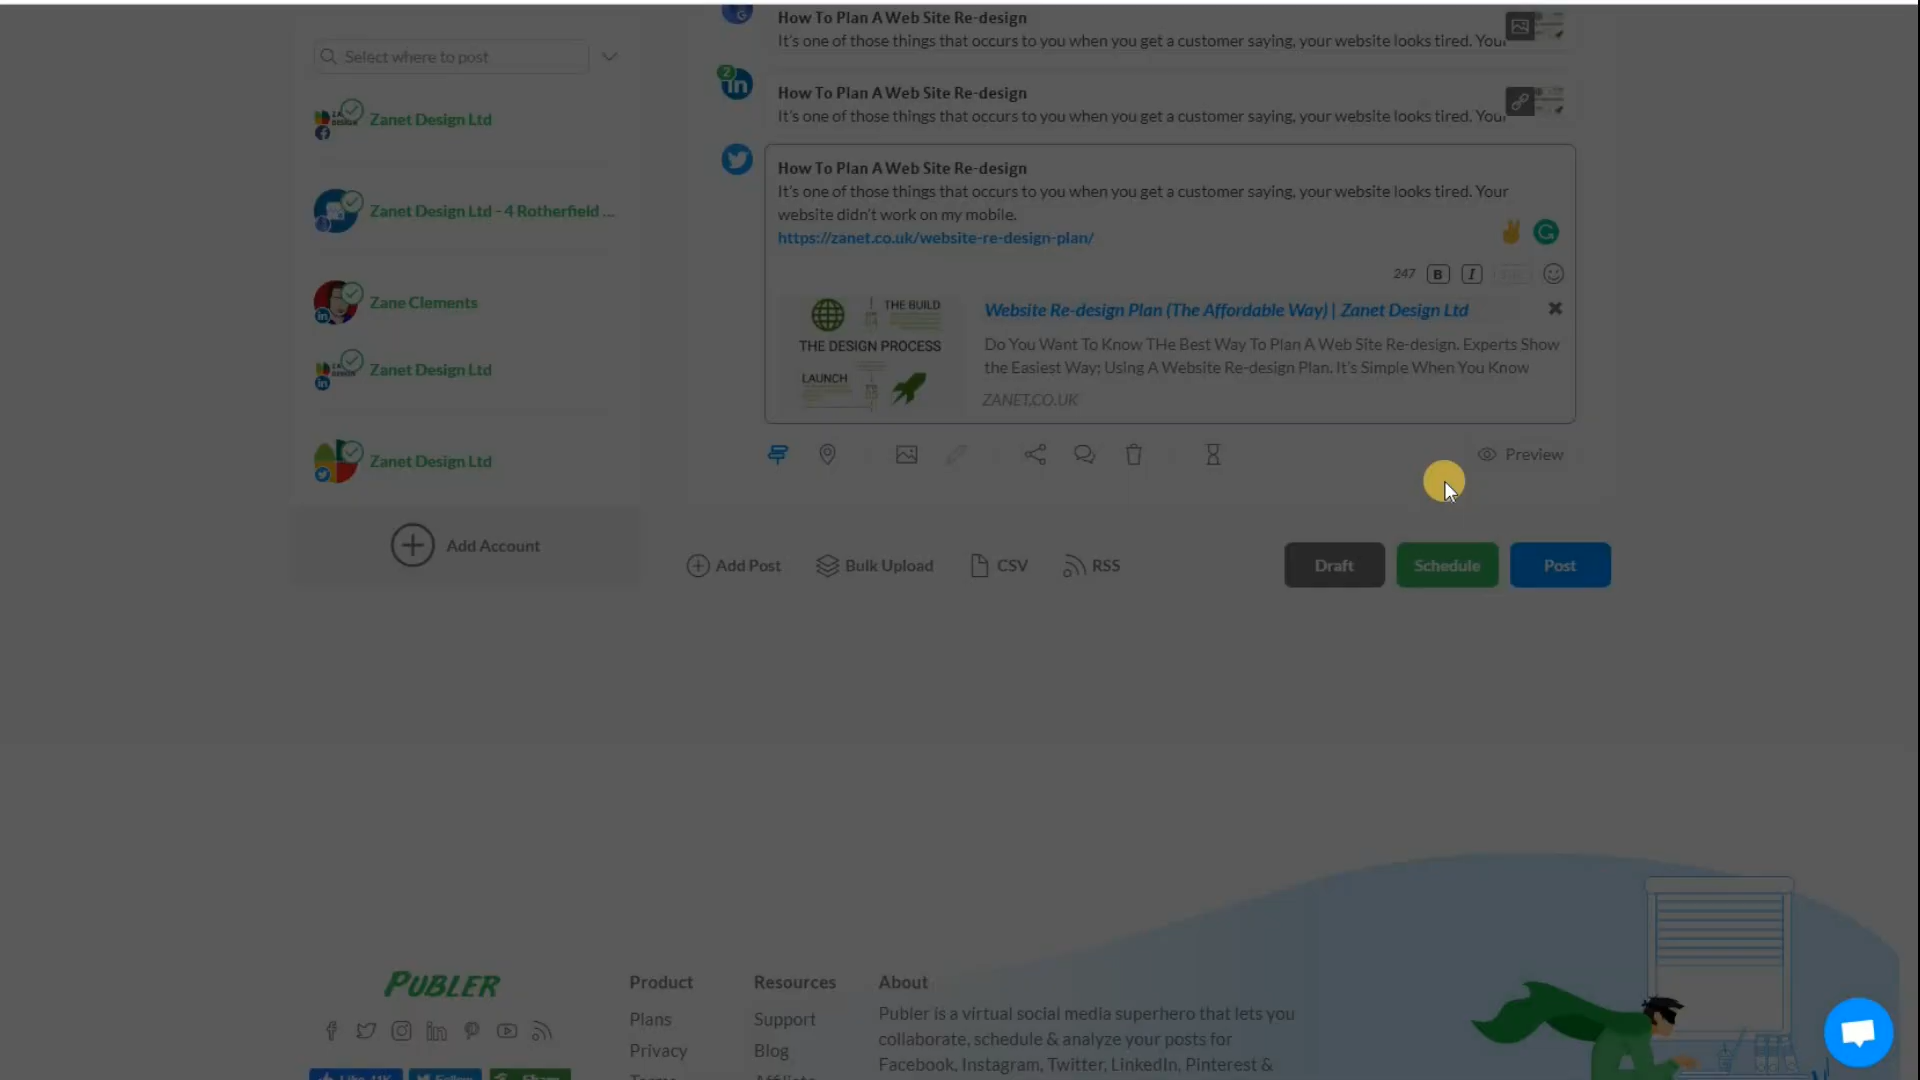 Select where to post
Zanet Design Ltd
Zanet Design Ltd - 4 Rotherfield ...
Zane Clements
Zanet Design Ltd
Zanet Design Ltd
Add Account
How To Plan A Web Site Re-design
It's one of those things that occurs to you when you get a customer saying, your website looks tired. Your
2
How To Plan A Web Site Re-design
It's one of those things that occurs to you when you get a customer saying, your website looks tired. Your
How To Plan A Web Site Re-design
It's one of those things that occurs to you when you get a customer saying, your website looks tired. Your
website didn't work on my mobile.
https://zanet.co.uk/website-re-design-plan/
247 B I
THE BUILD
THE DESIGN PROCESS
LAUNCH
Website Re-design Plan (The Affordable Way) | Zanet Design Ltd
Do You Want To Know THe Best Way To Plan A Web Site Re-design. Experts Show
the Easiest Way; Using A Website Re-design Plan. It's Simple When You Know
ZANET.CO.UK
Preview
Add Post
Bulk Upload
CSV
RSS
Draft
Schedule
Post
PUBLER
Product
Plans
Privacy
Terms
Resources
Support
Blog
Affiliate
About
Publer is a virtual social media superhero that lets you
collaborate, schedule & analyze your posts for
Facebook, Instagram, Twitter, LinkedIn, Pinterest &